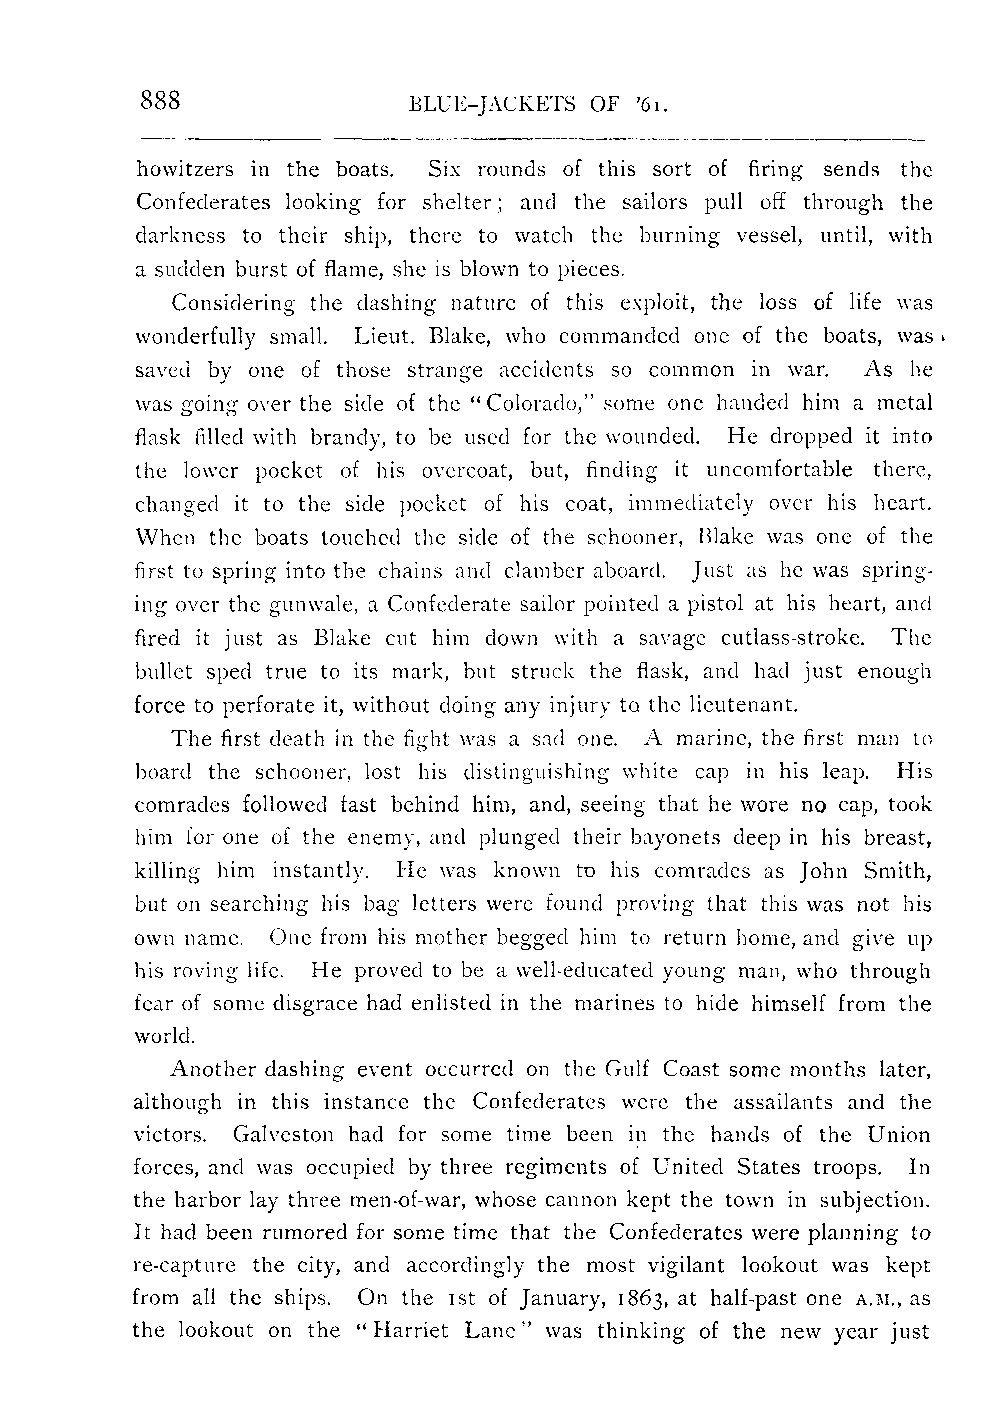 888 BLUE-JACKETS OF '61.
howitzers in the boats. Six rounds of this sort of firing sends the
Confederates looking for shelter; and the sailors pull off through the
darkness to their ship, there to watch the burning vessel, until, with
a sudden burst of flame, she is blown to pieces.
Considering the dashing nature of this exploit, the loss of life was
wonderfully small. Lieut. Blake, who commanded one of the boats, was
saved by one of those strange accidents so common in war. As he
was going over the side of the "Colorado," some one handed him a metal
flask filled with brandy, to be used for the wounded. He dropped it into
the lower pocket of his overcoat, but, finding it uncomfortable there,
changed it to the side pocket of his coat, immediately over his heart.
When the boats touched the side of the schooner, Blake was one of the
first to spring into the chains and clamber aboard. Just as he was spring-
ing over the gunwale, a Confederate sailor pointed a pistol at his heart, and
fired it just as Blake cut him down with a savage cutlass-stroke. The
bullet sped true to its mark, but struck the flask, and had just enough
force to perforate it, without doing any injury to the lieutenant.
The first death in the fight was a sad one. A marine, the first man to
board the schooner, lost his distinguishing white cap in his leap. His
comrades followed fast behind him, and, seeing that he wore no cap, took
him for one of the enemy, and plunged their bayonets deep in his breast,
killing him instantly. He was known to his comrades as John Smith,
but on searching his bag letters were found proving that this was not his
own name. One from his mother begged him to return home, and give up
his roving life. He proved to be a well-educated young man, who through
fear of some disgrace had enlisted in the marines to hide himself from the
world.
Another dashing event occurred on the Gulf Coast some months later,
although in this instance the Confederates were the assailants and the
victors. Galveston had for some time been in the hands of the Union
forces, and was occupied by three regiments of United States troops. In
the harbor lay three men-of-war, whose cannon kept the town in subjection.
It had been rumored for some time that the Confederates were planning to
re-capture the city, and accordingly the most vigilant lookout was kept
from all the ships. On the 1st of January, 1863, at half-past one A.M., as
the lookout on the "Harriet Lane" was thinking of the new year just